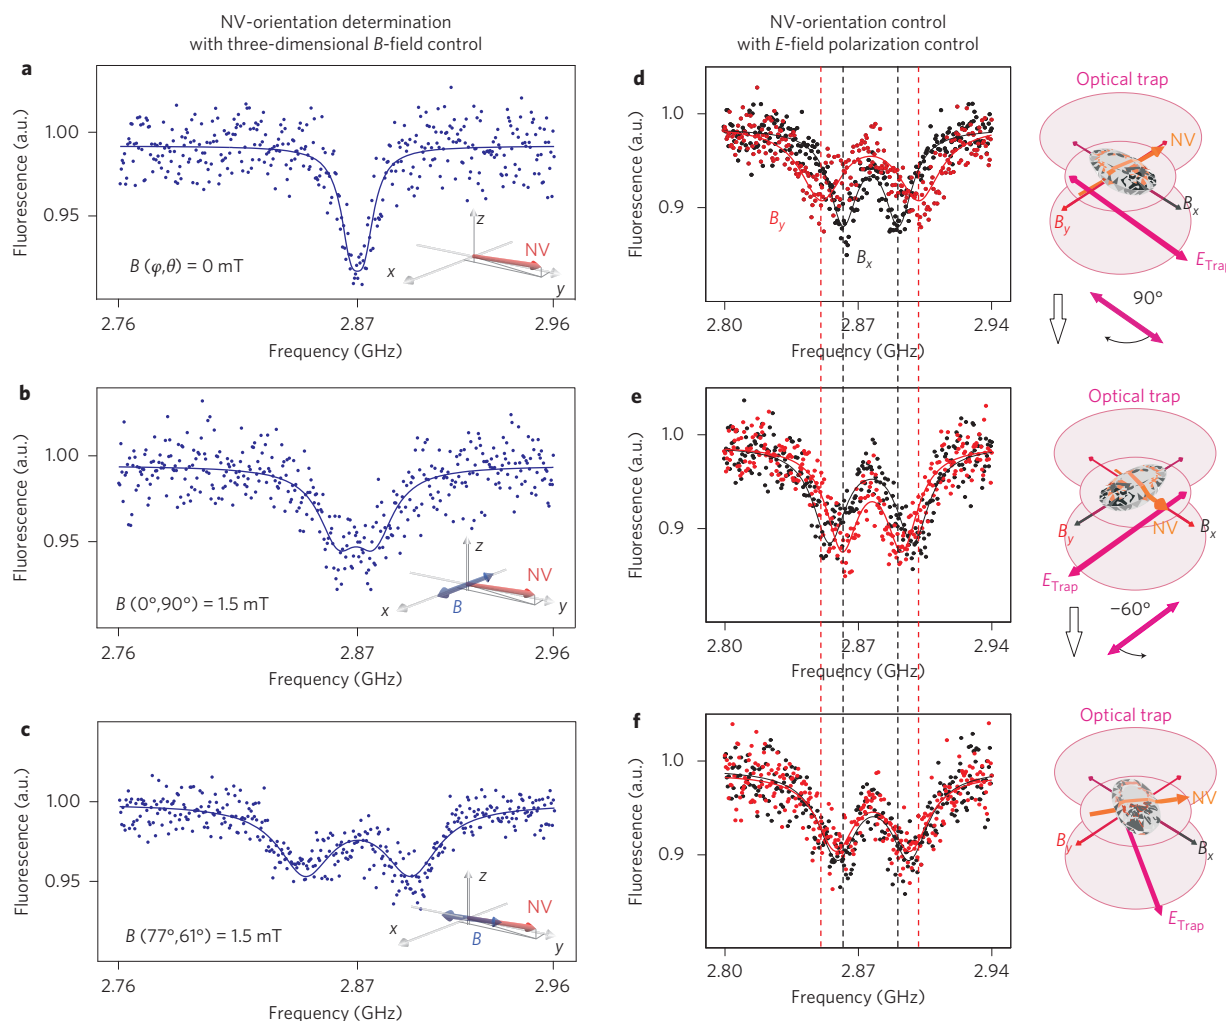 NV-orientation determination
with three-dimensional B-field control
NV-orientation control
with E-field polarization control
a
Fluorescence (a.u.)
1.00
0.95
B (φ,θ) = 0 mT
z
NV
x
y
2.76
2.87
2.96
Frequency (GHz)
b
Fluorescence (a.u.)
1.00
0.95
B (0°,90°) = 1.5 mT
z
NV
x
B
y
2.76
2.87
2.96
Frequency (GHz)
c
Fluorescence (a.u.)
1.00
0.95
B (77°,61°) = 1.5 mT
z
NV
x
B
y
2.76
2.87
2.96
Frequency (GHz)
d
Fluorescence (a.u.)
1.0
0.9
By
Bx
2.80
2.87
2.94
Frequency (GHz)
Optical trap
NV
Bx
By
ETrap
90°
e
Fluorescence (a.u.)
1.0
0.9
2.80
2.87
2.94
Frequency (GHz)
Optical trap
By
NV
Bx
ETrap
−60°
f
Fluorescence (a.u.)
1.0
0.9
2.80
2.87
2.94
Frequency (GHz)
Optical trap
NV
By
Bx
ETrap